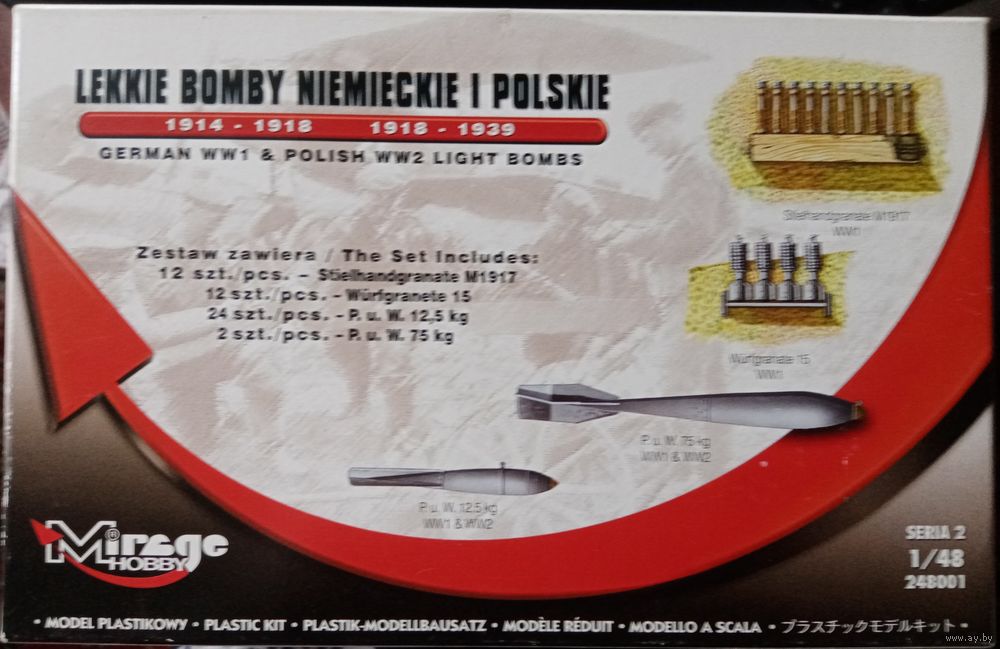 LEKKIE BOMBY NIEMIECKIE I POLSKIE
1914 - 1918 1918 - 1939
GERMAN WW1 & POLISH WW2 LIGHT BOMBS
Zestaw zawiera / The Set Includes:
12 szt./pcs. - Stielhandgranate M1917
12 szt./pcs. - Würfgranete 15
24 szt./pcs. - P. u. W. 12,5 kg
2 szt./pcs. - P. u. W. 75 kg
Stielhandgranate M1917
WW1
Würfgranate 15
WW1
P. u. W. 75 kg
WW1 & WW2
P. u. W. 12,5 kg
WW1 & WW2
Mirage®
HOBBY
SERIA 2
1/48
248001
• MODEL PLASTIKOWY • PLASTIC KIT • PLASTIK-MODELLBAUSATZ • MODÈLE RÉDUIT • MODELLO A SCALA • プラスチックモデルキット •
www.ay.by